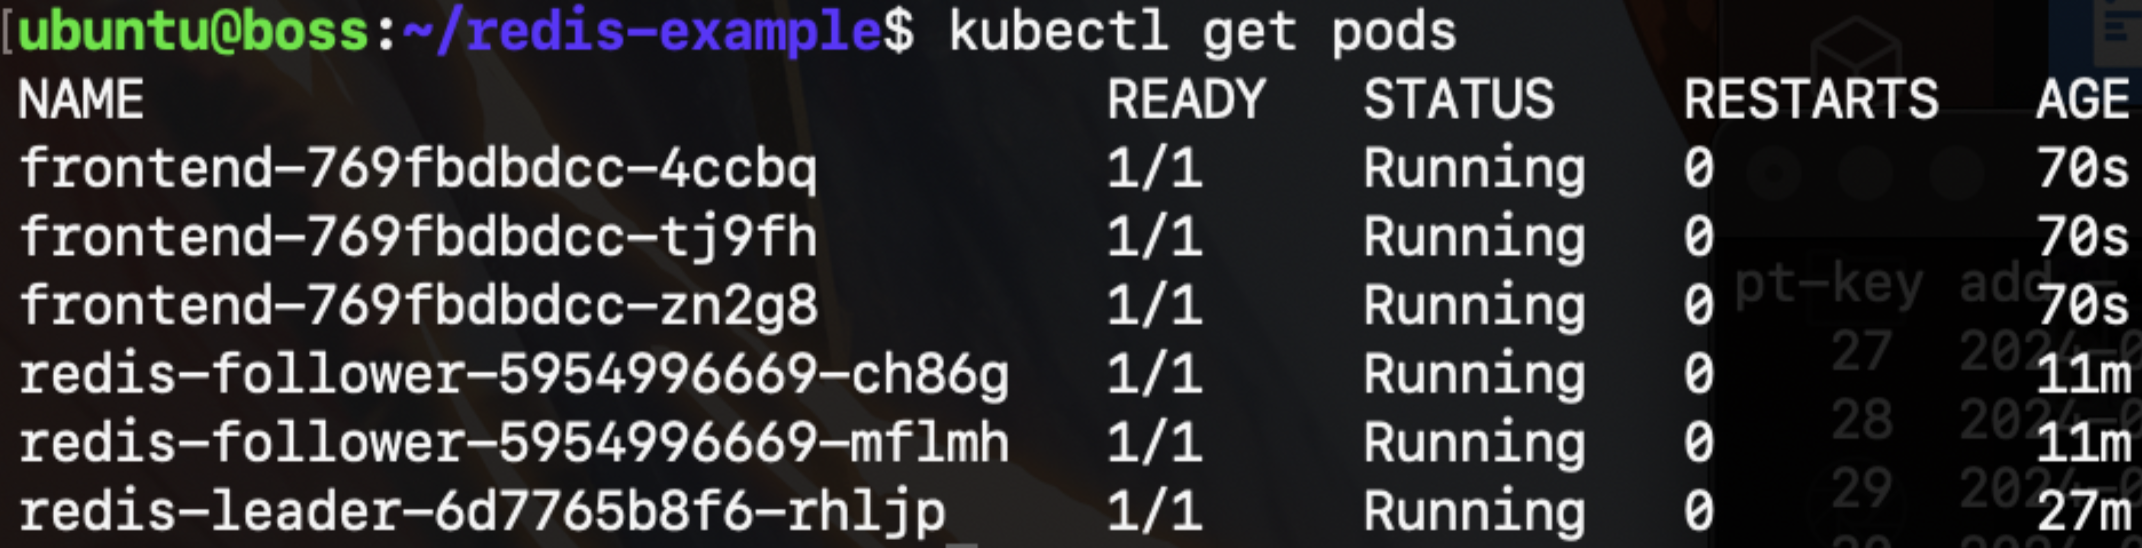 ubuntu@boss:~/redis-example$ kubectl get pods
NAME READY STATUS RESTARTS AGE
frontend-769fbdbdcc-4ccbq 1/1 Running 0 70s
frontend-769fbdbdcc-tj9fh 1/1 Running 0 70s
frontend-769fbdbdcc-zn2g8 1/1 Running 0 70s
redis-follower-5954996669-ch86g 1/1 Running 0 11m
redis-follower-5954996669-mflmh 1/1 Running 0 11m
redis-leader-6d7765b8f6-rhljp 1/1 Running 0 27m
pt-key add -
27
28
29